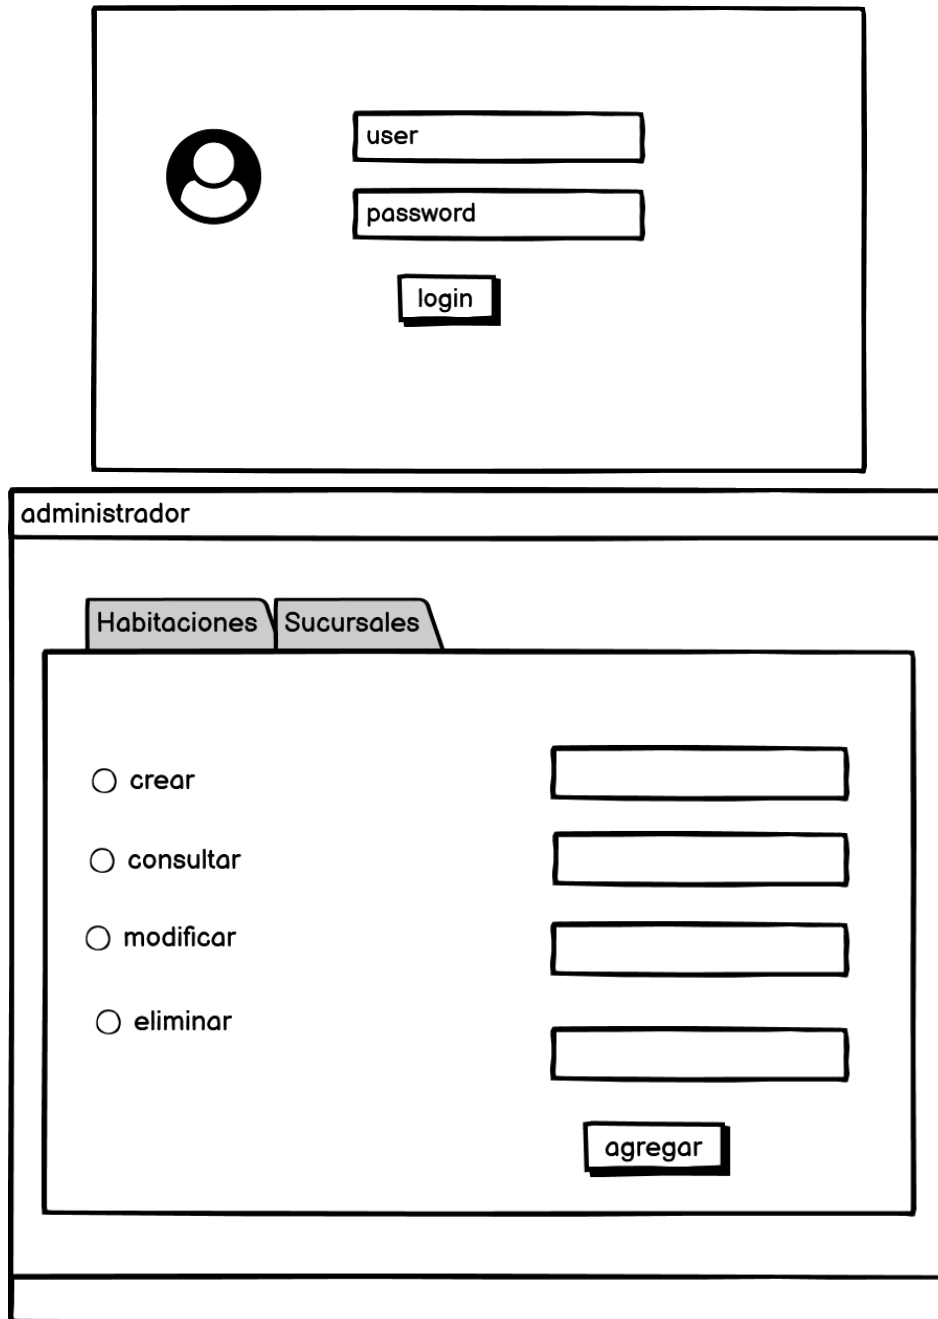 user
password
login
administrador
Habitaciones
Sucursales
crear
consultar
modificar
eliminar
agregar